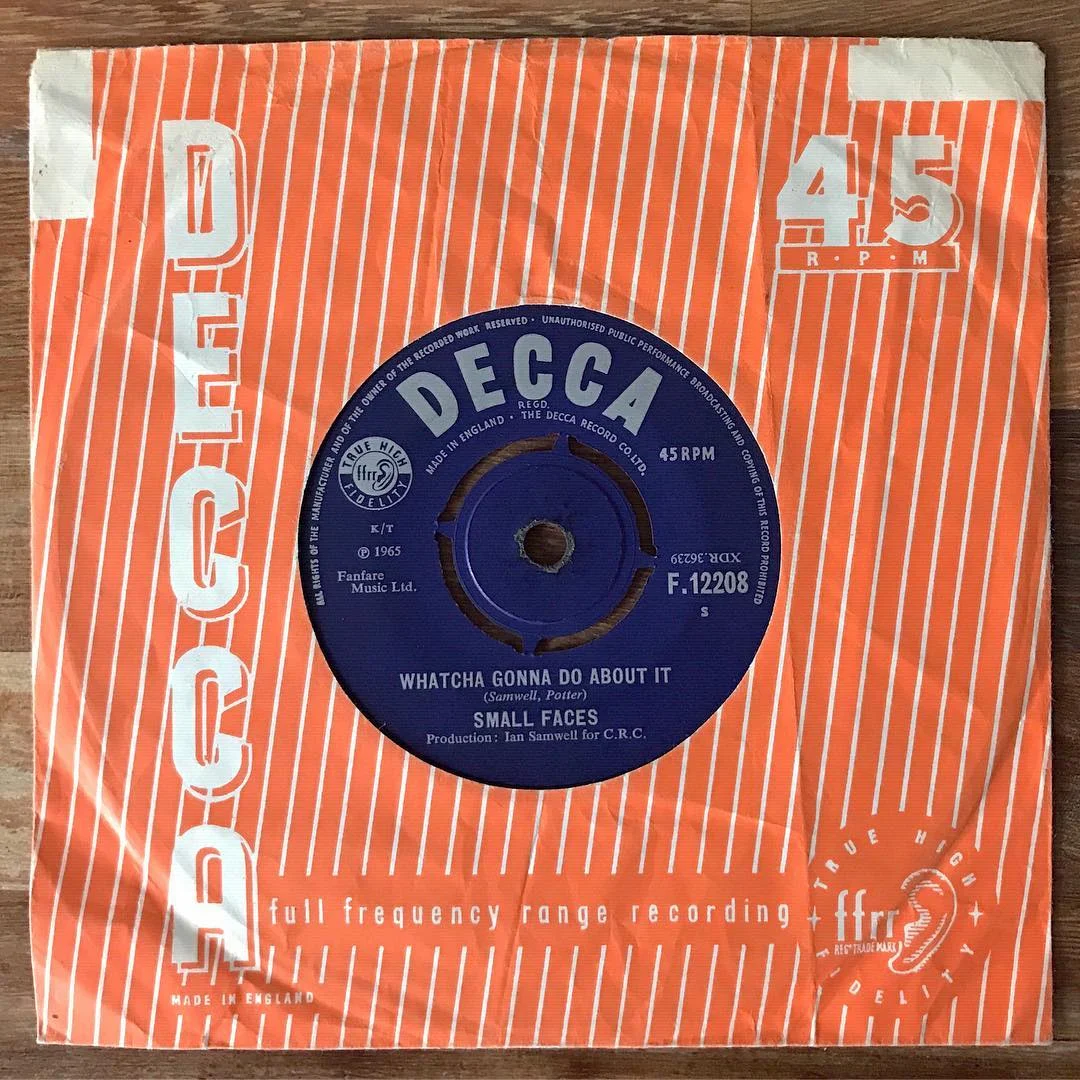 DECCA
45
R·P·M
ALL RIGHTS OF THE MANUFACTURER AND OF THE OWNER OF THE RECORDED WORK RESERVED · UNAUTHORISED PUBLIC PERFORMANCE BROADCASTING AND COPYING OF THIS RECORD PROHIBITED
DECCA
REGD.
MADE IN ENGLAND · THE DECCA RECORD CO. LTD.
TRUE HIGH
ffrr
FIDELITY
45 RPM
K/T
℗ 1965
Fanfare
Music Ltd.
XDR.36239
F.12208
S
WHATCHA GONNA DO ABOUT IT
(Samwell, Potter)
SMALL FACES
Production: Ian Samwell for C.R.C.
full frequency range recording
TRUE HIGH
ffrr
REGD TRADE MARK
FIDELITY
MADE IN ENGLAND